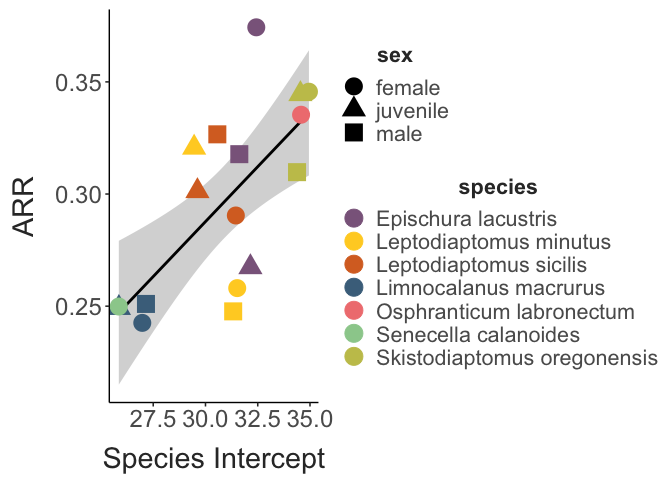 ARR
0.35
0.30
0.25
27.5 30.0 32.5 35.0
Species Intercept
sex
female
juvenile
male
species
Epischura lacustris
Leptodiaptomus minutus
Leptodiaptomus sicilis
Limnocalanus macrurus
Osphranticum labronectum
Senecella calanoides
Skistodiaptomus oregonensis